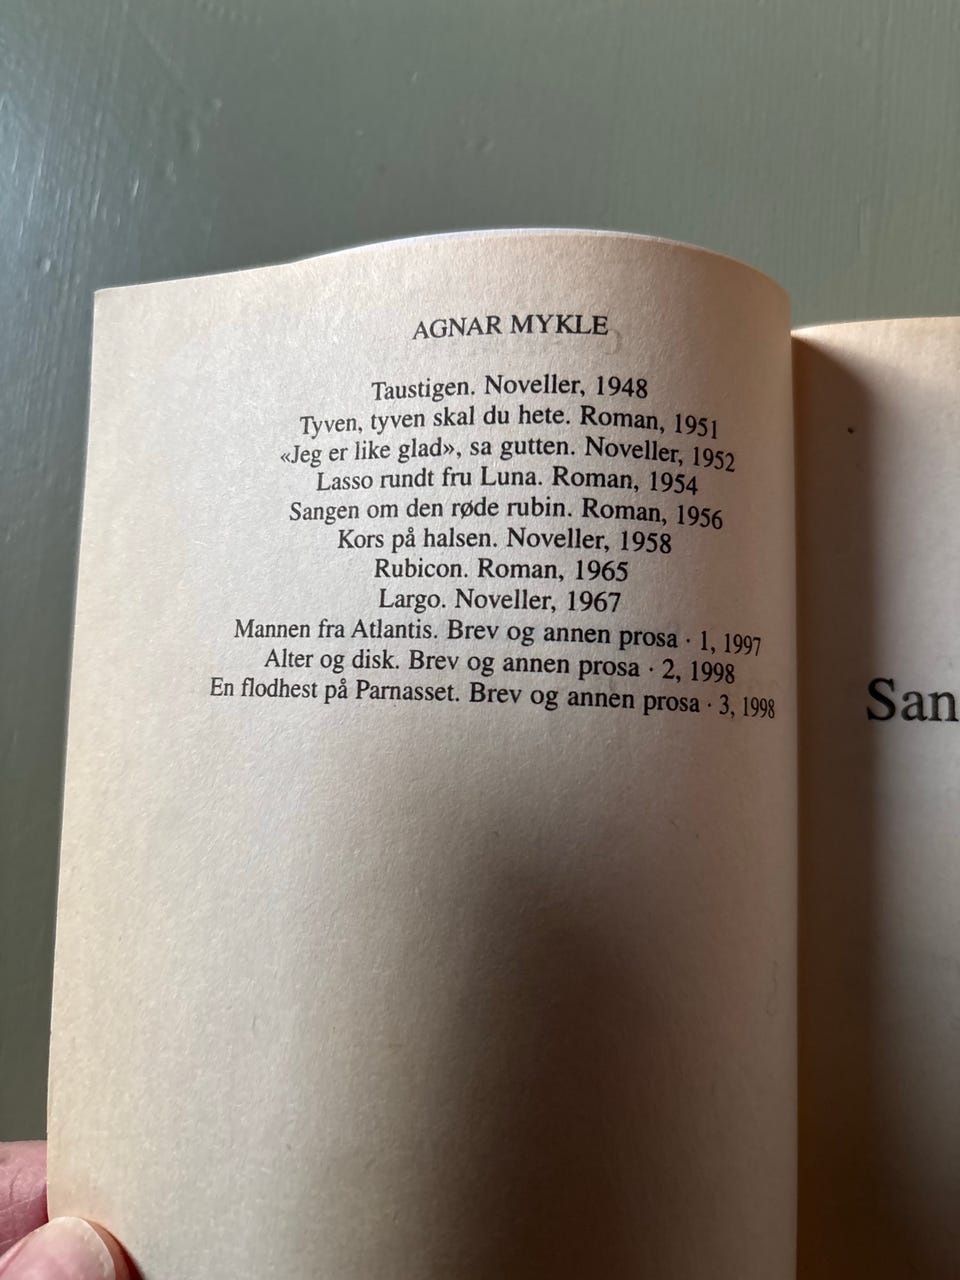 AGNAR MYKLE
Taustigen. Noveller, 1948
Tyven, tyven skal du hete. Roman, 1951
«Jeg er like glad», sa gutten. Noveller, 1952
Lasso rundt fru Luna. Roman, 1954
Sangen om den røde rubin. Roman, 1956
Kors på halsen. Noveller, 1958
Rubicon. Roman, 1965
Largo. Noveller, 1967
Mannen fra Atlantis. Brev og annen prosa · 1, 1997
Alter og disk. Brev og annen prosa · 2, 1998
En flodhest på Parnasset. Brev og annen prosa · 3, 1998
San